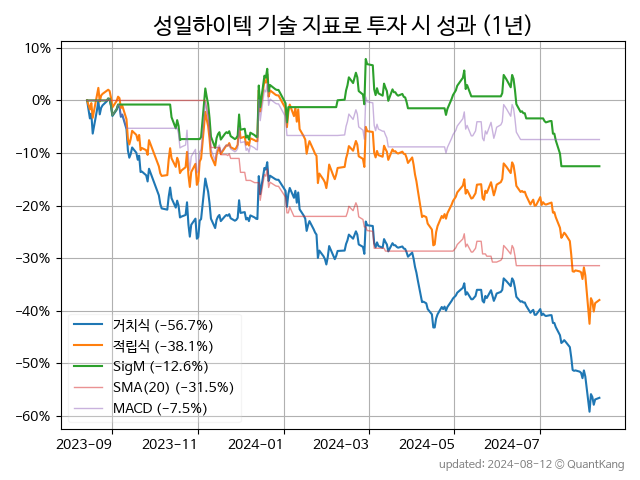 성일하이텍 기술 지표로 투자 시 성과 (1년)
10%
0%
−10%
−20%
−30%
−40%
−50%
−60%
거치식 (−56.7%)
적립식 (−38.1%)
SigM (−12.6%)
SMA(20) (−31.5%)
MACD (−7.5%)
2023−09 2023−11 2024−01 2024−03 2024−05 2024−07
updated: 2024−08−12 © QuantKang